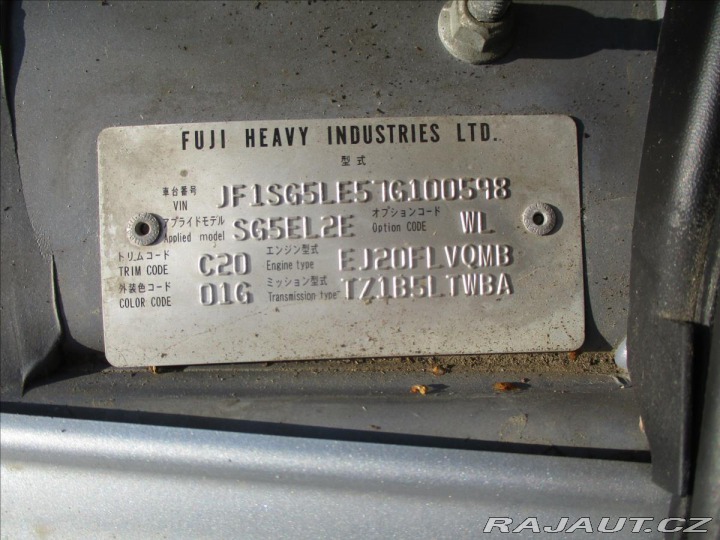 FUJI HEAVY INDUSTRIES LTD.
型式
車台番号
VIN JF1SG5LE57G100598
アプライドモデル
Applied model SG5EL2E オプションコード
Option CODE WL
トリムコード
TRIM CODE C20 エンジン型式
Engine type EJ20FLVQMB
外装色コード
COLOR CODE 01G ミッション型式
Transmission type TZ1B5LTWBA
RAJAUT.CZ